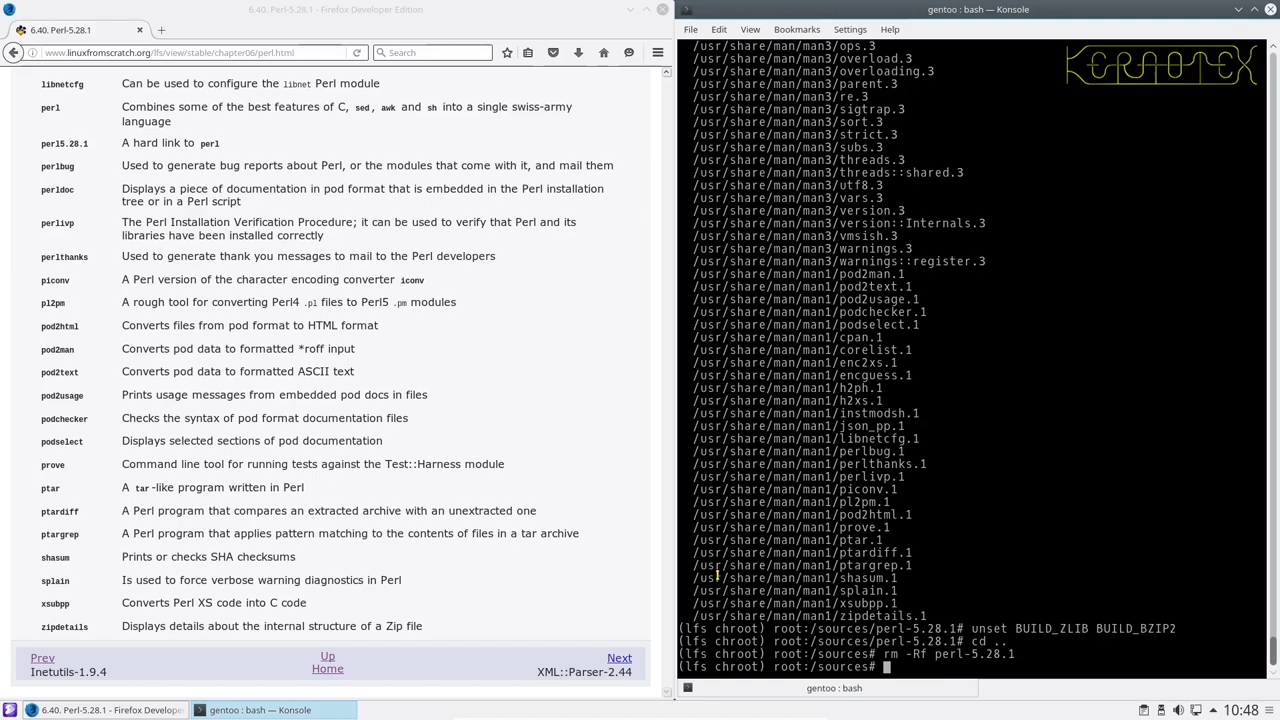 6.40. Perl-5.28.1 - Firefox Developer Edition
6.40. Perl-5.28.1
www.linuxfromscratch.org/lfs/view/stable/chapter06/perl.html
Search
libnetcfg Can be used to configure the libnet Perl module
perl Combines some of the best features of C, sed, awk and sh into a single swiss-army
language
perl5.28.1 A hard link to perl
perlbug Used to generate bug reports about Perl, or the modules that come with it, and mail them
perldoc Displays a piece of documentation in pod format that is embedded in the Perl installation
tree or in a Perl script
perlivp The Perl Installation Verification Procedure; it can be used to verify that Perl and its
libraries have been installed correctly
perlthanks Used to generate thank you messages to mail to the Perl developers
piconv A Perl version of the character encoding converter iconv
pl2pm A rough tool for converting Perl4 .pl files to Perl5 .pm modules
pod2html Converts files from pod format to HTML format
pod2man Converts pod data to formatted *roff input
pod2text Converts pod data to formatted ASCII text
pod2usage Prints usage messages from embedded pod docs in files
podchecker Checks the syntax of pod format documentation files
podselect Displays selected sections of pod documentation
prove Command line tool for running tests against the Test::Harness module
ptar A tar-like program written in Perl
ptardiff A Perl program that compares an extracted archive with an unextracted one
ptargrep A Perl program that applies pattern matching to the contents of files in a tar archive
shasum Prints or checks SHA checksums
splain Is used to force verbose warning diagnostics in Perl
xsubpp Converts Perl XS code into C code
zipdetails Displays details about the internal structure of a Zip file
Prev Up Next
Inetutils-1.9.4 Home XML::Parser-2.44
gentoo : bash — Konsole
File Edit View Bookmarks Settings Help
KERAOTEX
/usr/share/man/man3/ops.3
/usr/share/man/man3/overload.3
/usr/share/man/man3/overloading.3
/usr/share/man/man3/parent.3
/usr/share/man/man3/re.3
/usr/share/man/man3/sigtrap.3
/usr/share/man/man3/sort.3
/usr/share/man/man3/strict.3
/usr/share/man/man3/subs.3
/usr/share/man/man3/threads.3
/usr/share/man/man3/threads::shared.3
/usr/share/man/man3/utf8.3
/usr/share/man/man3/vars.3
/usr/share/man/man3/version.3
/usr/share/man/man3/version::Internals.3
/usr/share/man/man3/vmsish.3
/usr/share/man/man3/warnings.3
/usr/share/man/man3/warnings::register.3
/usr/share/man/man1/pod2man.1
/usr/share/man/man1/pod2text.1
/usr/share/man/man1/pod2usage.1
/usr/share/man/man1/podchecker.1
/usr/share/man/man1/podselect.1
/usr/share/man/man1/cpan.1
/usr/share/man/man1/corelist.1
/usr/share/man/man1/enc2xs.1
/usr/share/man/man1/encguess.1
/usr/share/man/man1/h2ph.1
/usr/share/man/man1/h2xs.1
/usr/share/man/man1/instmodsh.1
/usr/share/man/man1/json_pp.1
/usr/share/man/man1/libnetcfg.1
/usr/share/man/man1/perlbug.1
/usr/share/man/man1/perlthanks.1
/usr/share/man/man1/perlivp.1
/usr/share/man/man1/piconv.1
/usr/share/man/man1/pl2pm.1
/usr/share/man/man1/pod2html.1
/usr/share/man/man1/prove.1
/usr/share/man/man1/ptar.1
/usr/share/man/man1/ptardiff.1
/usr/share/man/man1/ptargrep.1
/usr/share/man/man1/shasum.1
/usr/share/man/man1/splain.1
/usr/share/man/man1/xsubpp.1
/usr/share/man/man1/zipdetails.1
(lfs chroot) root:/sources/perl-5.28.1# unset BUILD_ZLIB BUILD_BZIP2
(lfs chroot) root:/sources/perl-5.28.1# cd ..
(lfs chroot) root:/sources# rm -Rf perl-5.28.1
(lfs chroot) root:/sources#
gentoo : bash
6.40. Perl-5.28.1 - Firefox Developer
gentoo : bash — Konsole
10:48